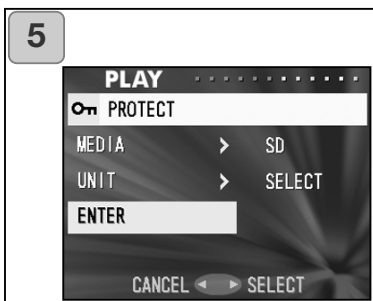 5
PLAY
PROTECT
MEDIA > SD
UNIT > SELECT
ENTER
CANCEL ◄ ► SELECT